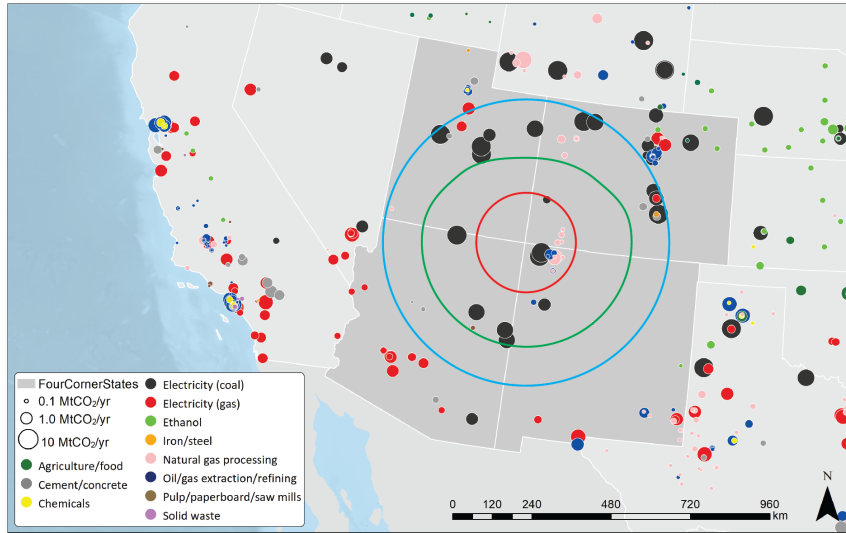 FourCornerStates
0.1 MtCO₂/yr
1.0 MtCO₂/yr
10 MtCO₂/yr
Agriculture/food
Cement/concrete
Chemicals
Electricity (coal)
Electricity (gas)
Ethanol
Iron/steel
Natural gas processing
Oil/gas extraction/refining
Pulp/paperboard/saw mills
Solid waste
0 120 240 480 720 960
km
N